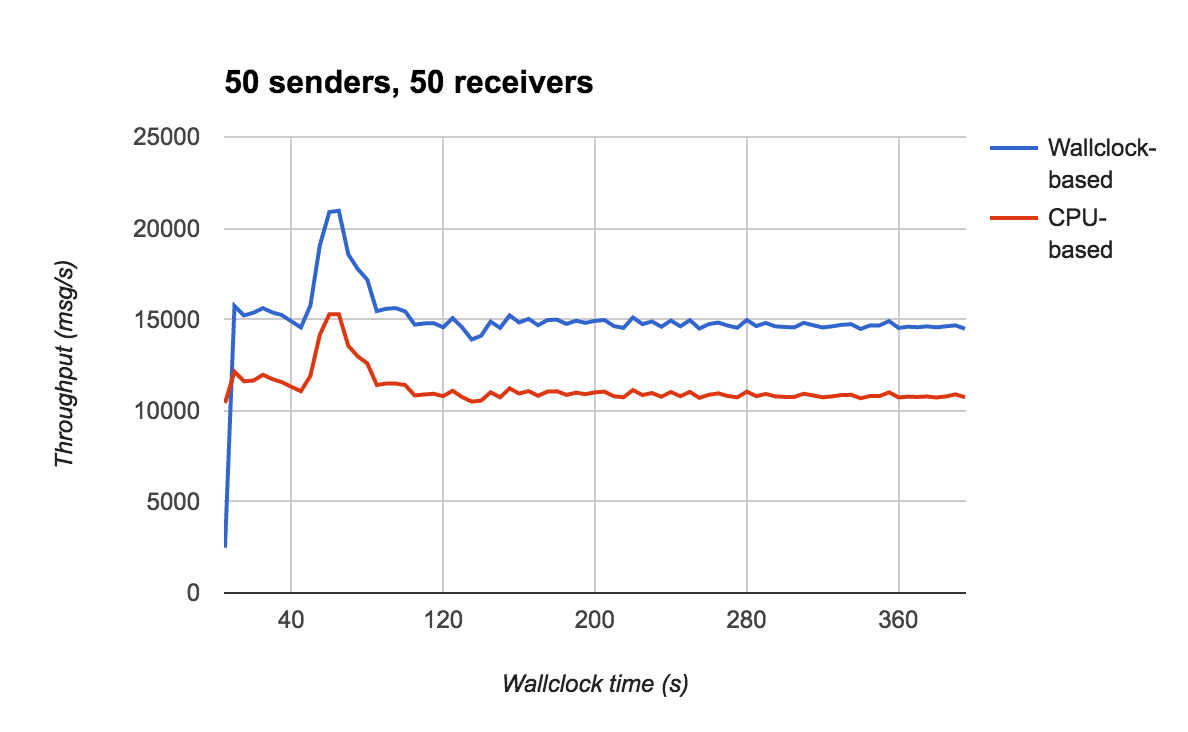 50 senders, 50 receivers
25000
20000
15000
10000
5000
0
Throughput (msg/s)
40 120 200 280 360
Wallclock time (s)
Wallclock-
based
CPU-
based